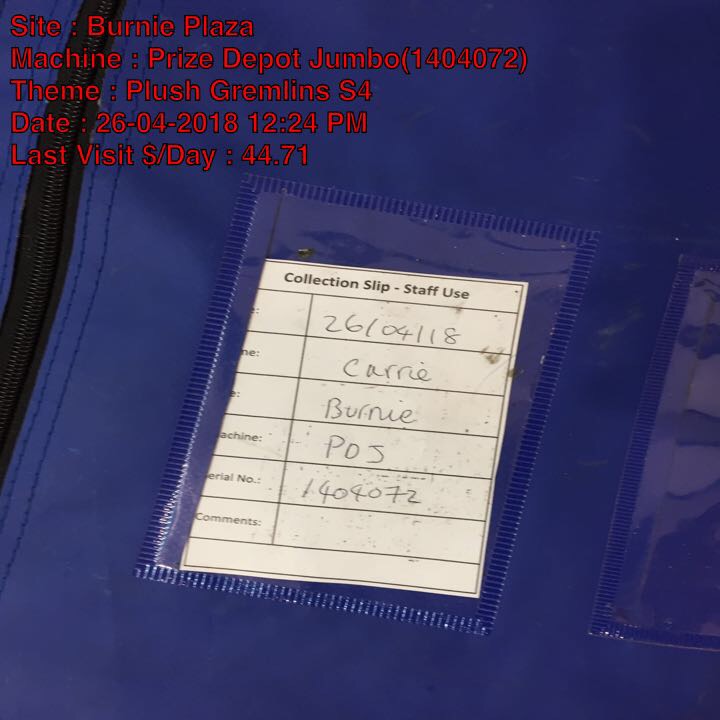 Site : Burnie Plaza
Machine : Prize Depot Jumbo(1404072)
Theme : Plush Gremlins S4
Date : 26-04-2018 12:24 PM
Last Visit $/Day : 44.71
Collection Slip - Staff Use
e: 26/04/18
me: Carrie
e: Burnie
achine: PDJ
erial No.: 1404072
Comments: